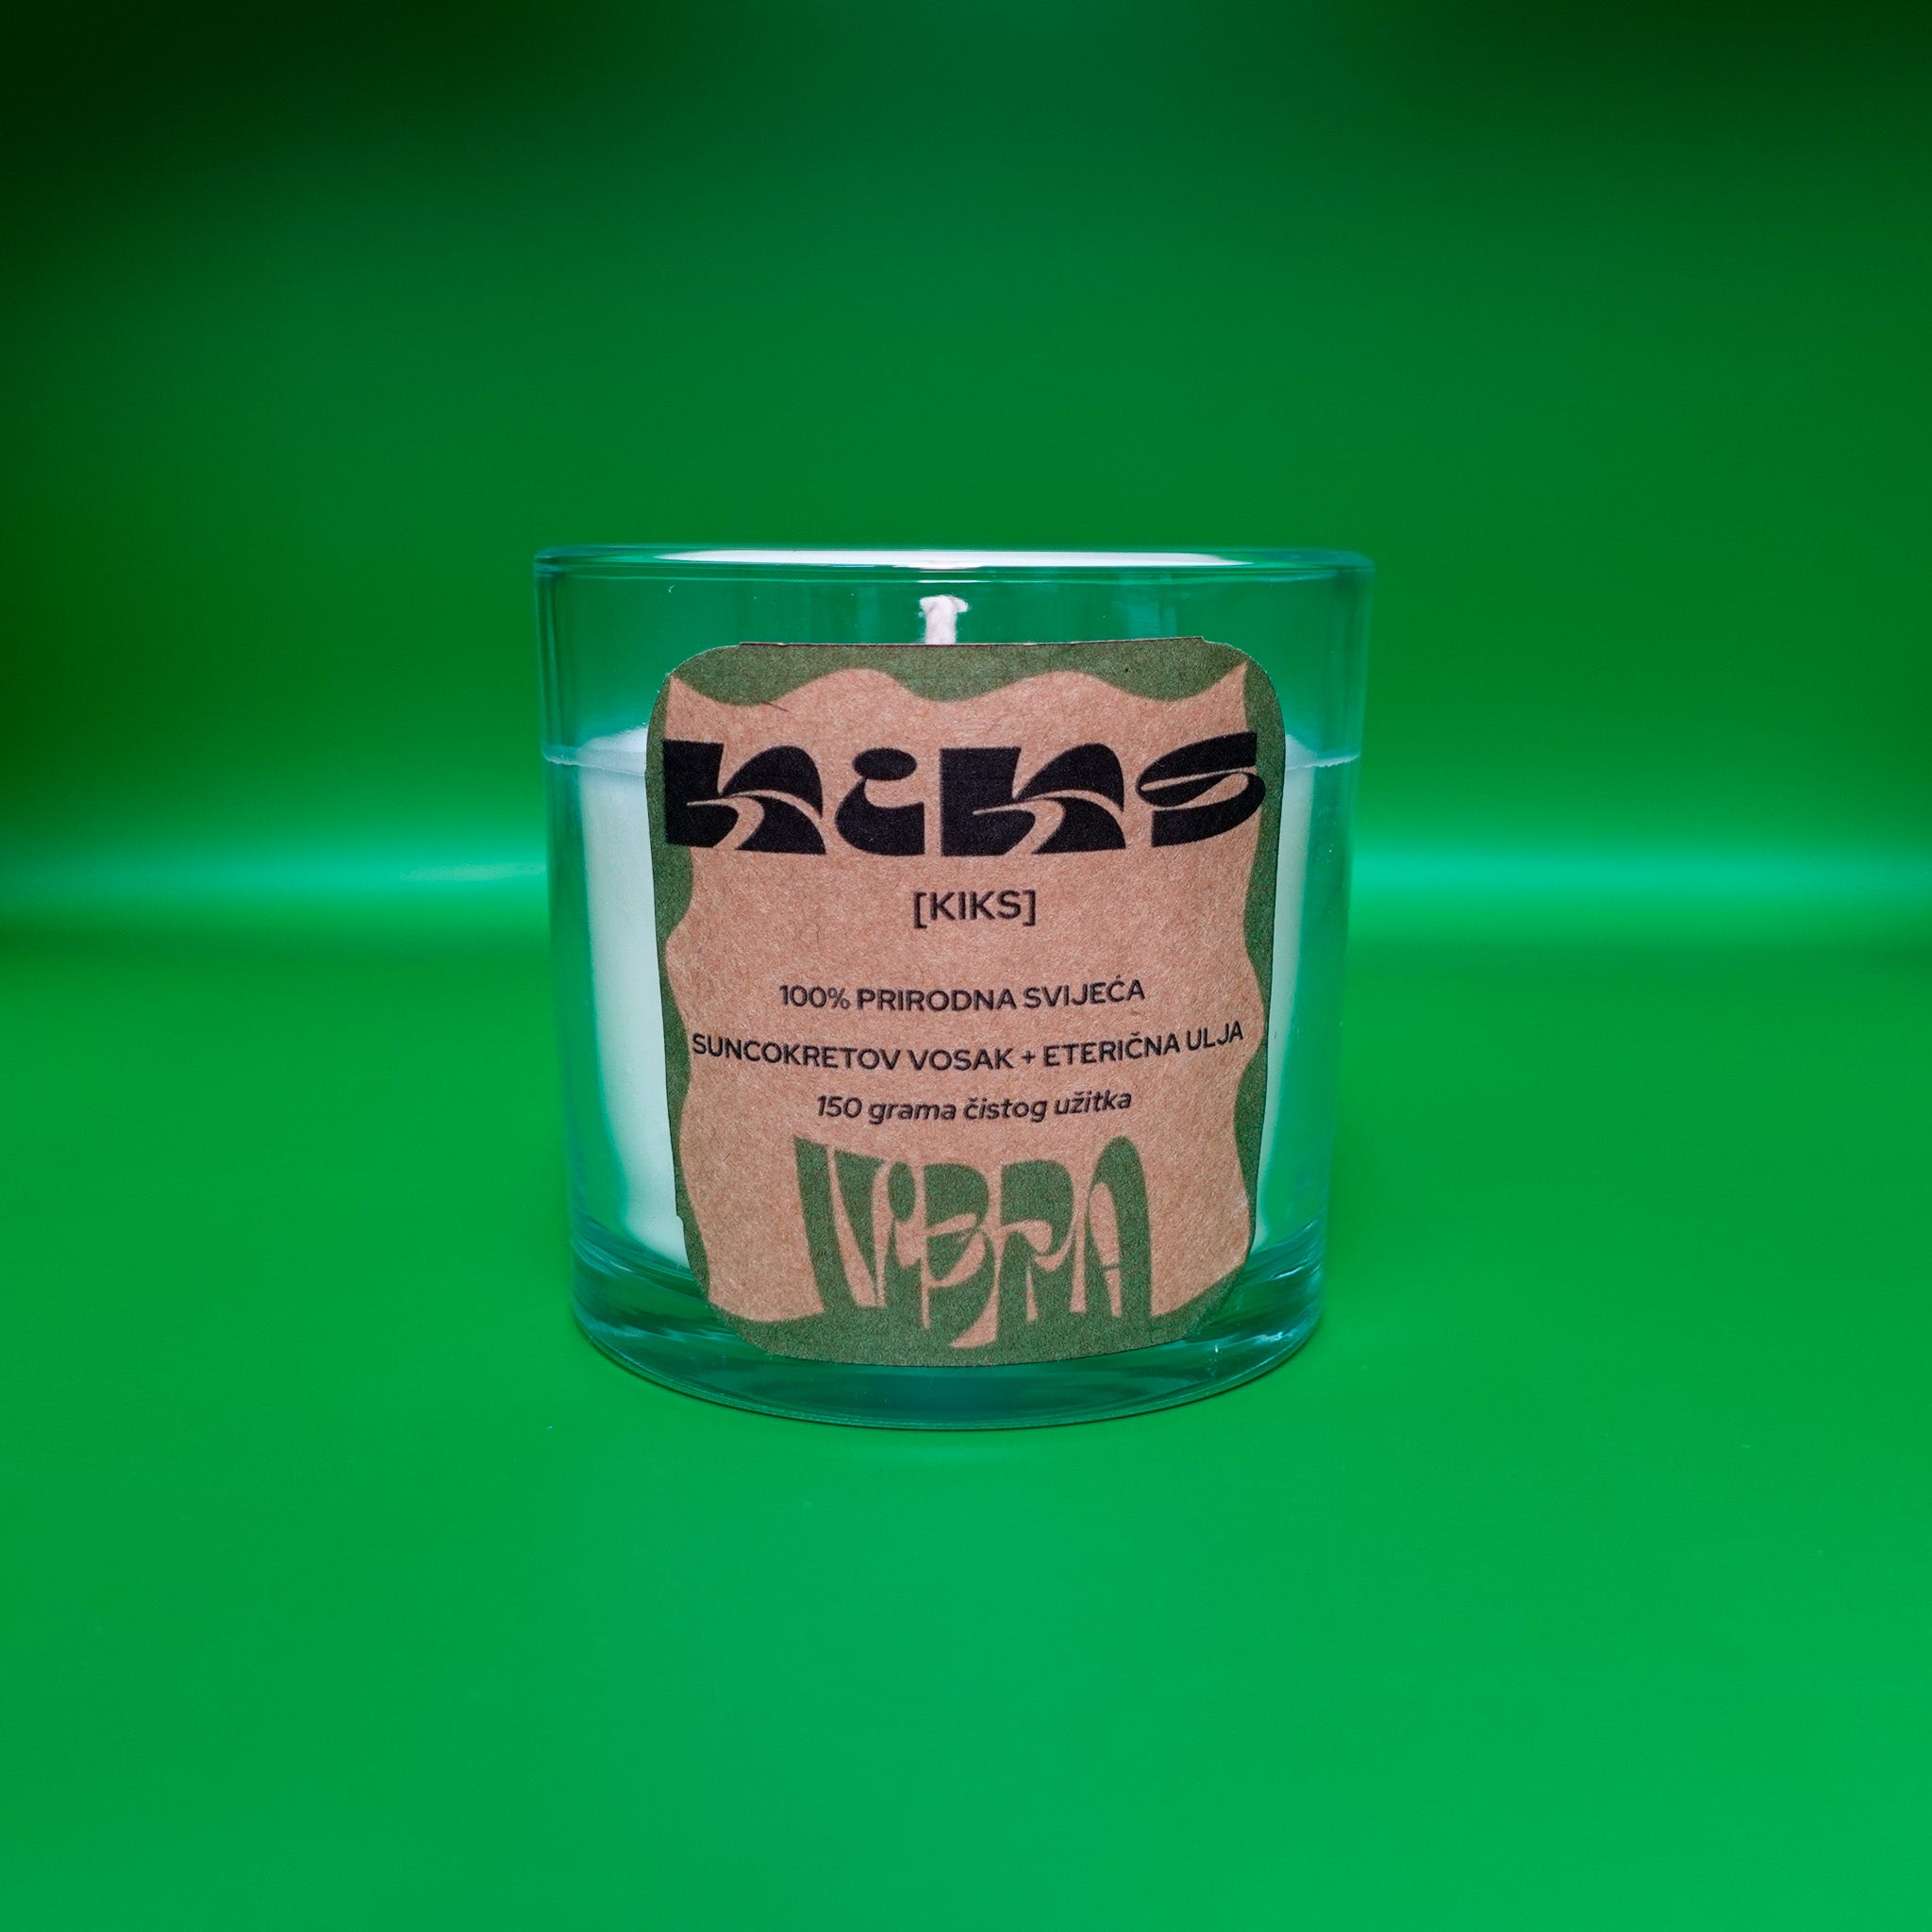 KiKS
[KIKS]
100% PRIRODNA SVIJEĆA
SUNCOKRETOV VOSAK + ETERIČNA ULJA
150 grama čistog užitka
ViBRA